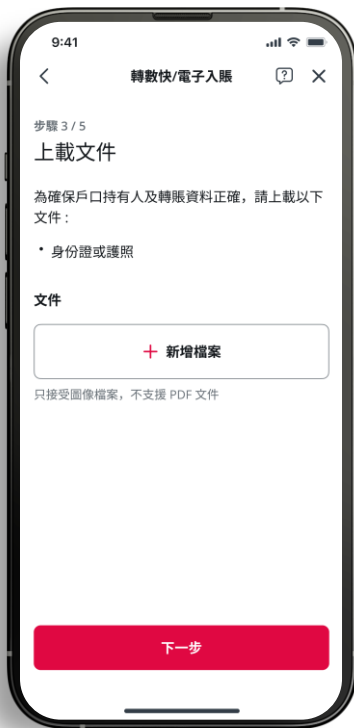 9:41
轉數快/電子入賬
步驟 3 / 5
上載文件
為確保戶口持有人及轉賬資料正確，請上載以下
文件：
• 身份證或護照
文件
+ 新增檔案
只接受圖像檔案，不支援 PDF 文件
下一步